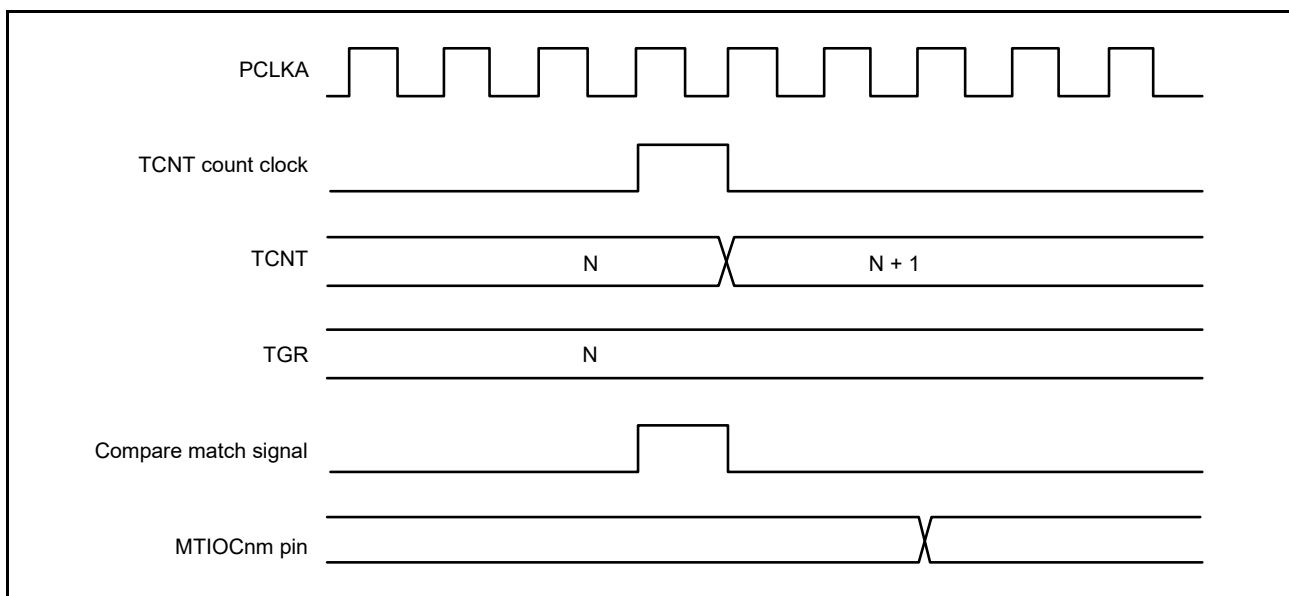 PCLKA
TCNT count clock
TCNT
N
N + 1
TGR
N
Compare match signal
MTIOCnm pin